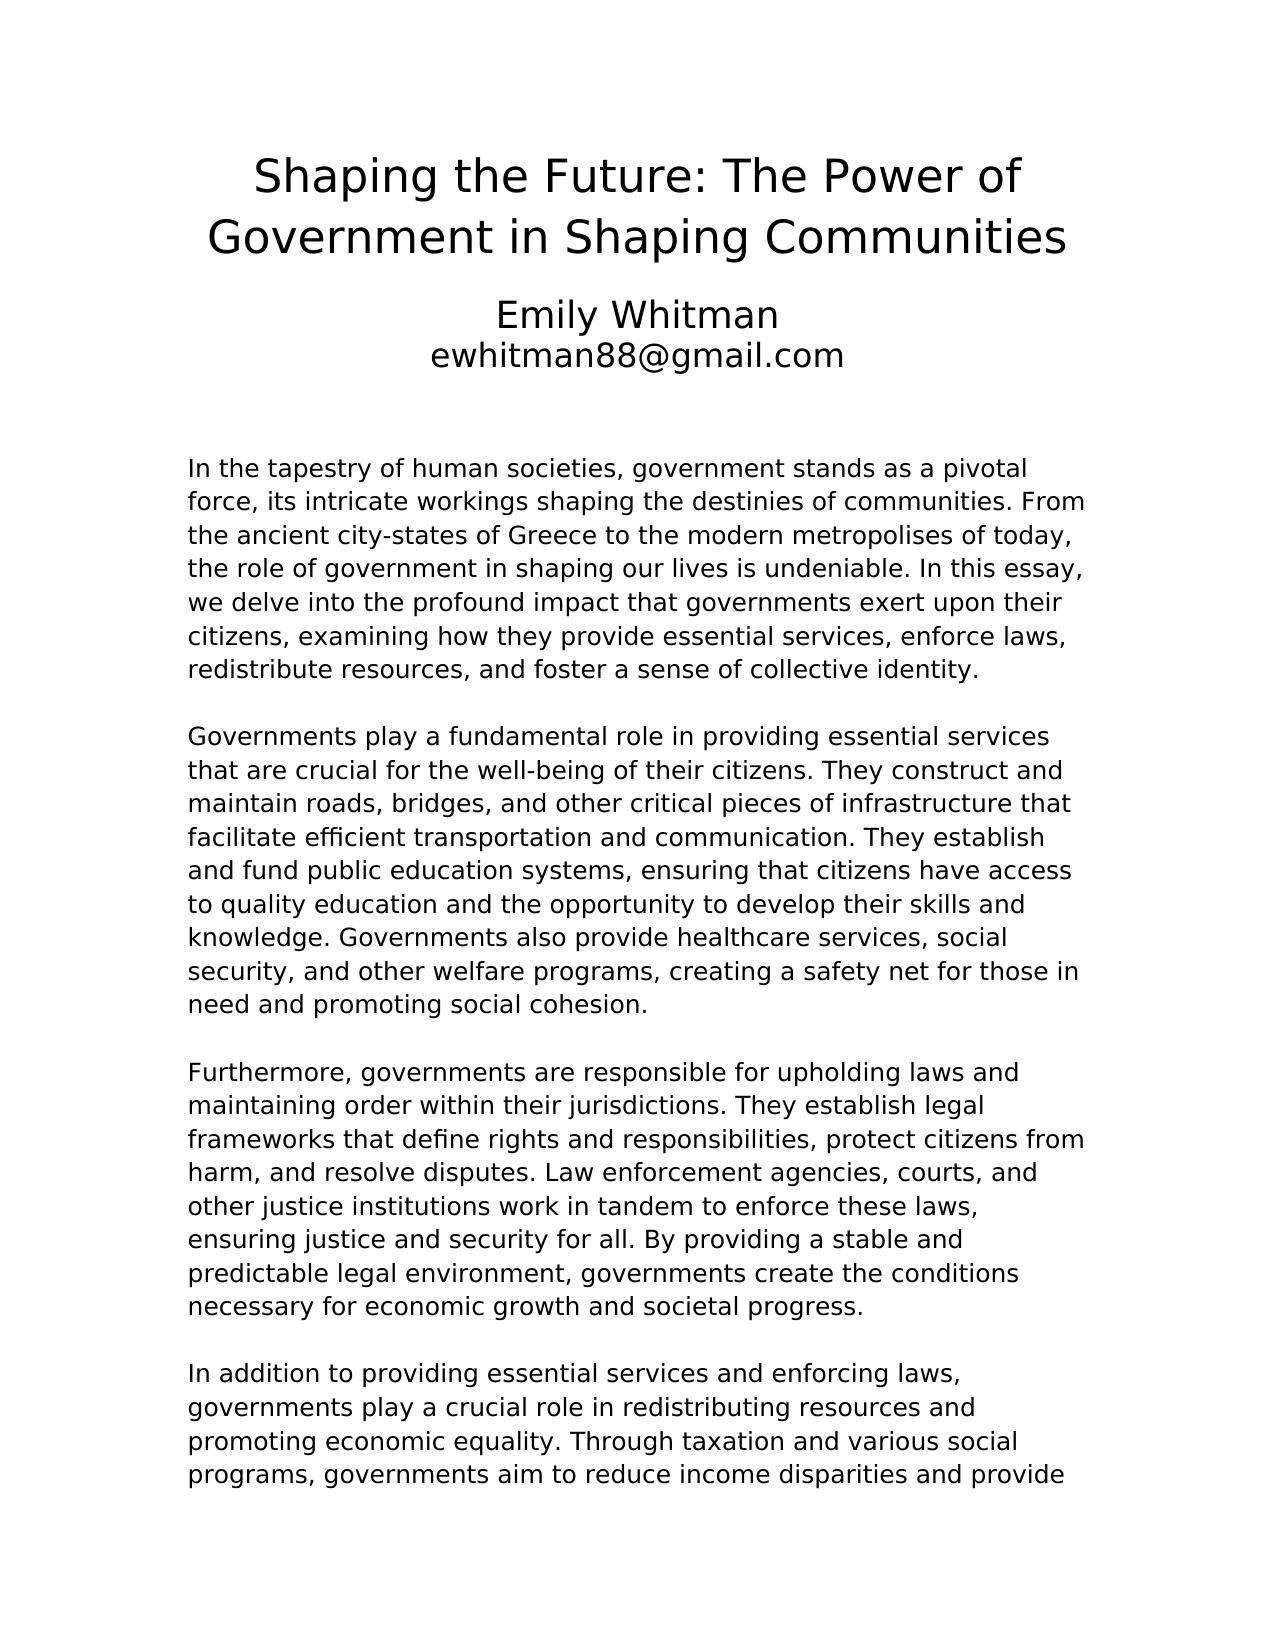 Shaping the Future: The Power of
Government in Shaping Communities
Emily Whitman
ewhitman88@gmail.com
In the tapestry of human societies, government stands as a pivotal
force, its intricate workings shaping the destinies of communities. From
the ancient city-states of Greece to the modern metropolises of today,
the role of government in shaping our lives is undeniable. In this essay,
we delve into the profound impact that governments exert upon their
citizens, examining how they provide essential services, enforce laws,
redistribute resources, and foster a sense of collective identity.
Governments play a fundamental role in providing essential services
that are crucial for the well-being of their citizens. They construct and
maintain roads, bridges, and other critical pieces of infrastructure that
facilitate efficient transportation and communication. They establish
and fund public education systems, ensuring that citizens have access
to quality education and the opportunity to develop their skills and
knowledge. Governments also provide healthcare services, social
security, and other welfare programs, creating a safety net for those in
need and promoting social cohesion.
Furthermore, governments are responsible for upholding laws and
maintaining order within their jurisdictions. They establish legal
frameworks that define rights and responsibilities, protect citizens from
harm, and resolve disputes. Law enforcement agencies, courts, and
other justice institutions work in tandem to enforce these laws,
ensuring justice and security for all. By providing a stable and
predictable legal environment, governments create the conditions
necessary for economic growth and societal progress.
In addition to providing essential services and enforcing laws,
governments play a crucial role in redistributing resources and
promoting economic equality. Through taxation and various social
programs, governments aim to reduce income disparities and provide